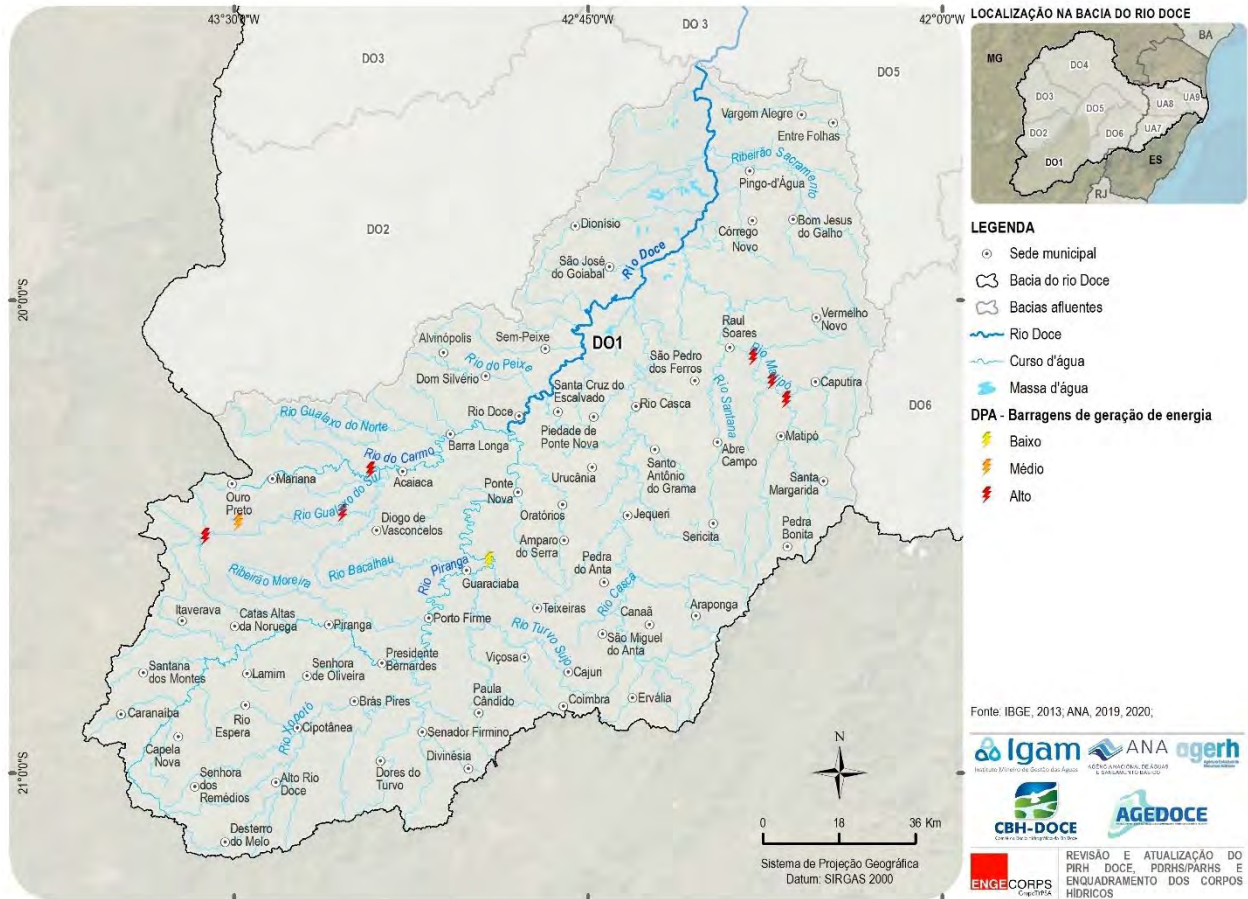 43°30'0"W
42°45'0"W
42°0'0"W
20°0'0"S
21°0'0"S
DO3
DO 3
DO5
DO2
DO1
DO6
Vargem Alegre
Entre Folhas
Ribeirão Sacramento
Pingo-d'Água
Dionísio
Córrego
Novo
Bom Jesus
do Galho
São José
do Goiabal
Rio Doce
Vermelho
Novo
Raul
Soares
Rio Matipó
Alvinópolis
Sem-Peixe
Rio do Peixe
Dom Silvério
São Pedro
dos Ferros
Caputira
Santa Cruz do
Escalvado
Rio Doce
Rio Casca
Rio Santana
Piedade de
Ponte Nova
Matipó
Rio Gualaxo do Norte
Barra Longa
Rio do Carmo
Abre
Campo
Mariana
Acaiaca
Urucânia
Santo
Antônio
do Grama
Santa
Margarida
Ouro
Preto
Rio Gualaxo do Sul
Ponte
Nova
Diogo de
Vasconcelos
Oratórios
Jequeri
Sericita
Pedra
Bonita
Amparo
do Serra
Rio Bacalhau
Ribeirão Moreira
Rio Piranga
Guaraciaba
Pedra
do Anta
Rio Casca
Itaverava
Catas Altas
da Noruega
Piranga
Porto Firme
Teixeiras
Canaã
Araponga
Rio Turvo Sujo
São Miguel
do Anta
Santana
dos Montes
Lamim
Senhora
de Oliveira
Presidente
Bernardes
Viçosa
Cajuri
Caranaiba
Rio
Espera
Brás Pires
Paula
Cândido
Coimbra
Ervália
Rio Xopotó
Cipotânea
Capela
Nova
Senador Firmino
Divinésia
Senhora
dos
Remédios
Alto Rio
Doce
Dores do
Turvo
Desterro
do Melo
N
0 18 36 Km
Sistema de Projeção Geográfica
Datum: SIRGAS 2000
LOCALIZAÇÃO NA BACIA DO RIO DOCE
BA
MG
DO4
DO3
DO5
UA8
UA9
DO2
DO6
UA7
DO1
ES
RJ
LEGENDA
Sede municipal
Bacia do rio Doce
Bacias afluentes
Rio Doce
Curso d'água
Massa d'água
DPA - Barragens de geração de energia
Baixo
Médio
Alto
Fonte: IBGE, 2013; ANA, 2019, 2020;
Igam
Instituto Mineiro de Gestão das Águas
ANA
AGÊNCIA NACIONAL DE ÁGUAS
E SANEAMENTO BÁSICO
agerh
CBH-DOCE
AGEDOCE
ENGECORPS
REVISÃO E ATUALIZAÇÃO DO
PIRH DOCE, PDRHS/PARHS E
ENQUADRAMENTO DOS CORPOS
HÍDRICOS